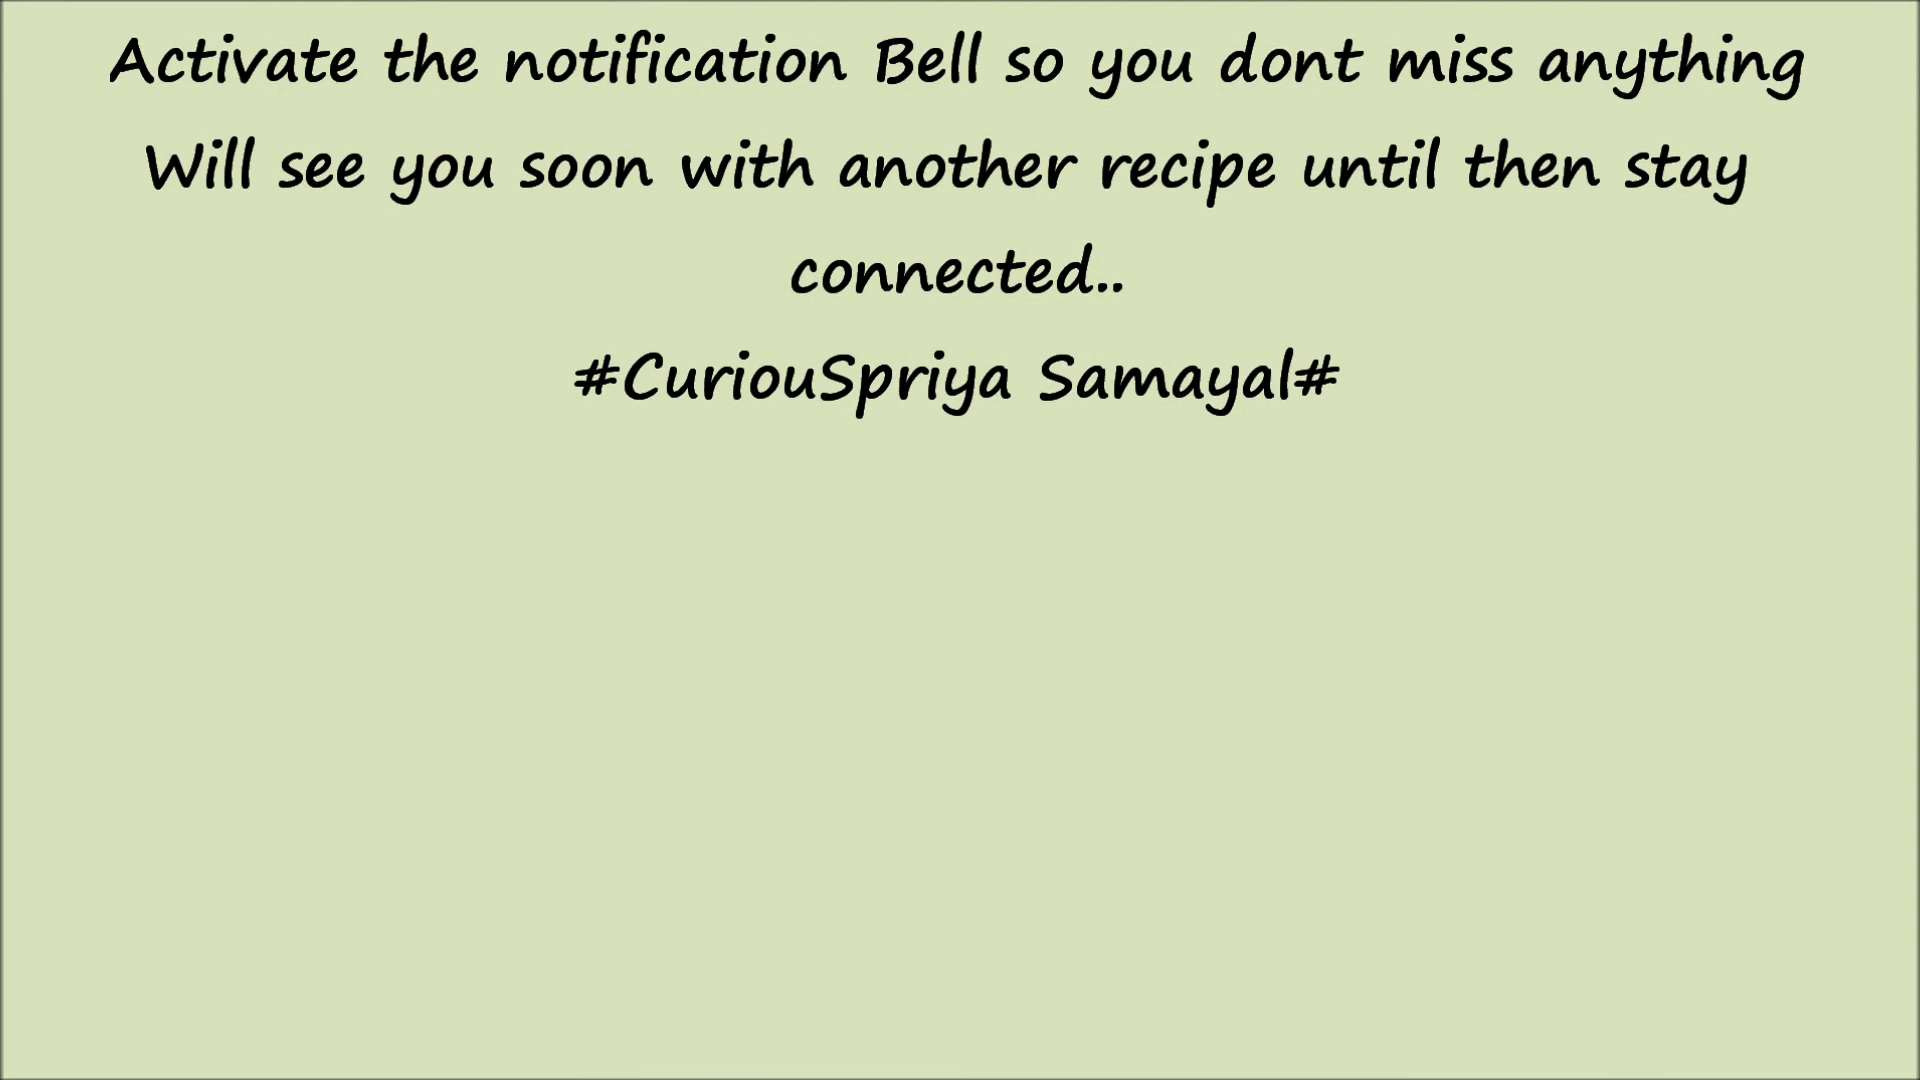 Activate the notification Bell so you dont miss anything
Will see you soon with another recipe until then stay
connected..
#CuriouSpriya Samayal#